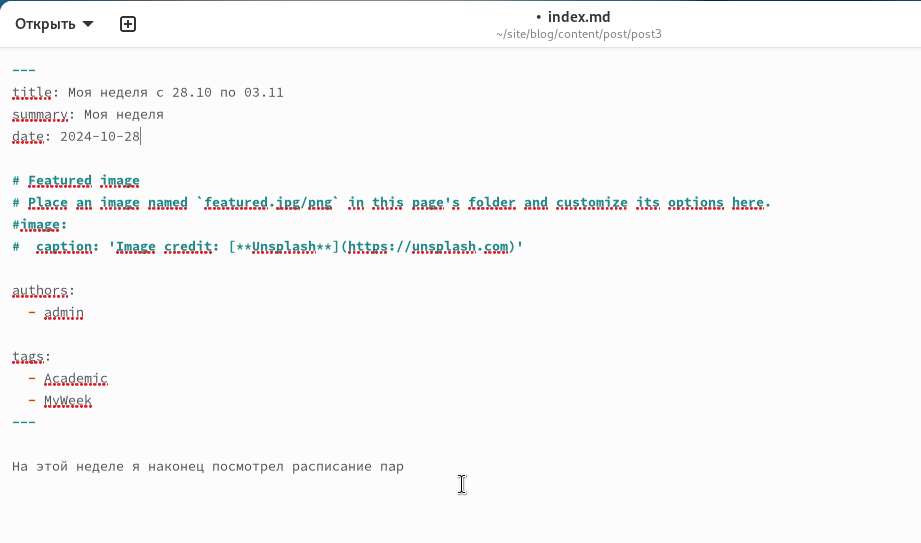 Открыть
• index.md
~/site/blog/content/post/post3
---
title: Моя неделя с 28.10 по 03.11
summary: Моя неделя
date: 2024-10-28
# Featured image
# Place an image named `featured.jpg/png` in this page's folder and customize its options here.
#image:
#  caption: 'Image credit: [**Unsplash**](https://unsplash.com)'
authors:
  - admin
tags:
  - Academic
  - MyWeek
---
На этой неделе я наконец посмотрел расписание пар